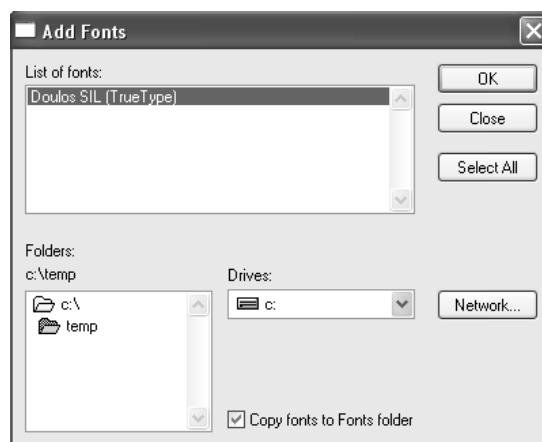 Add Fonts
List of fonts:
Doulos SIL (TrueType)
OK
Close
Select All
Folders:
c:\temp
c:\
temp
Drives:
c:
Network...
Copy fonts to Fonts folder